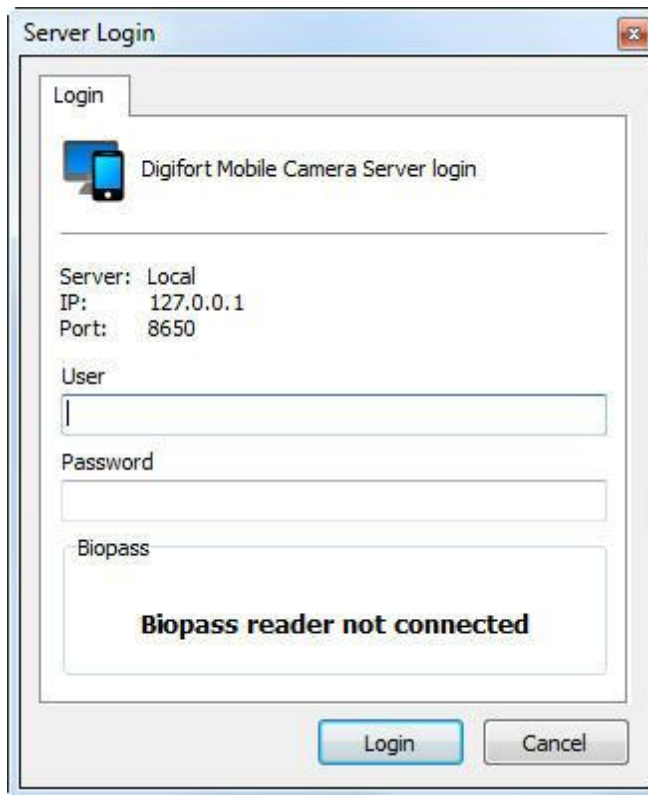 Server Login
Login
Digifort Mobile Camera Server login
Server: Local
IP: 127.0.0.1
Port: 8650
User
Password
Biopass
Biopass reader not connected
Login Cancel